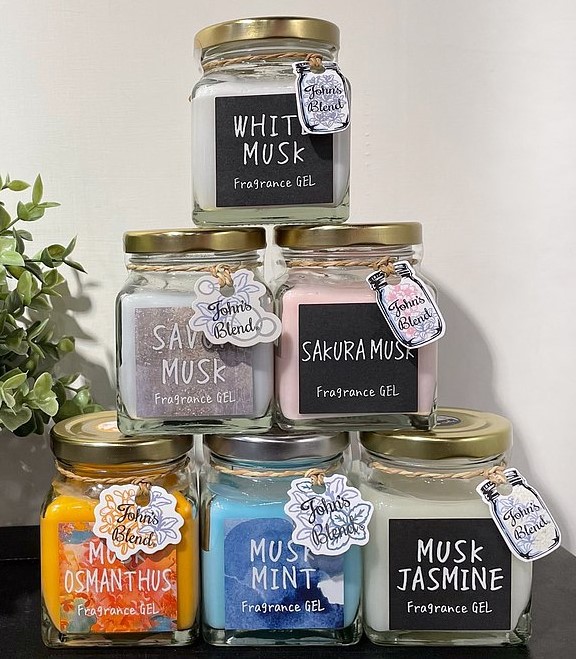 John's
Blend
WHITE
MUSK
Fragrance GEL
John's
Blend
MUSK
Fragrance GEL
John's
Blend
SAKURA MUSK
Fragrance GEL
John's
Blend
MUSK
OSMANTHUS
Fragrance GEL
John's
Blend
MUSK
MINT
Fragrance GEL
John's
Blend
MUSK
JASMINE
Fragrance GEL